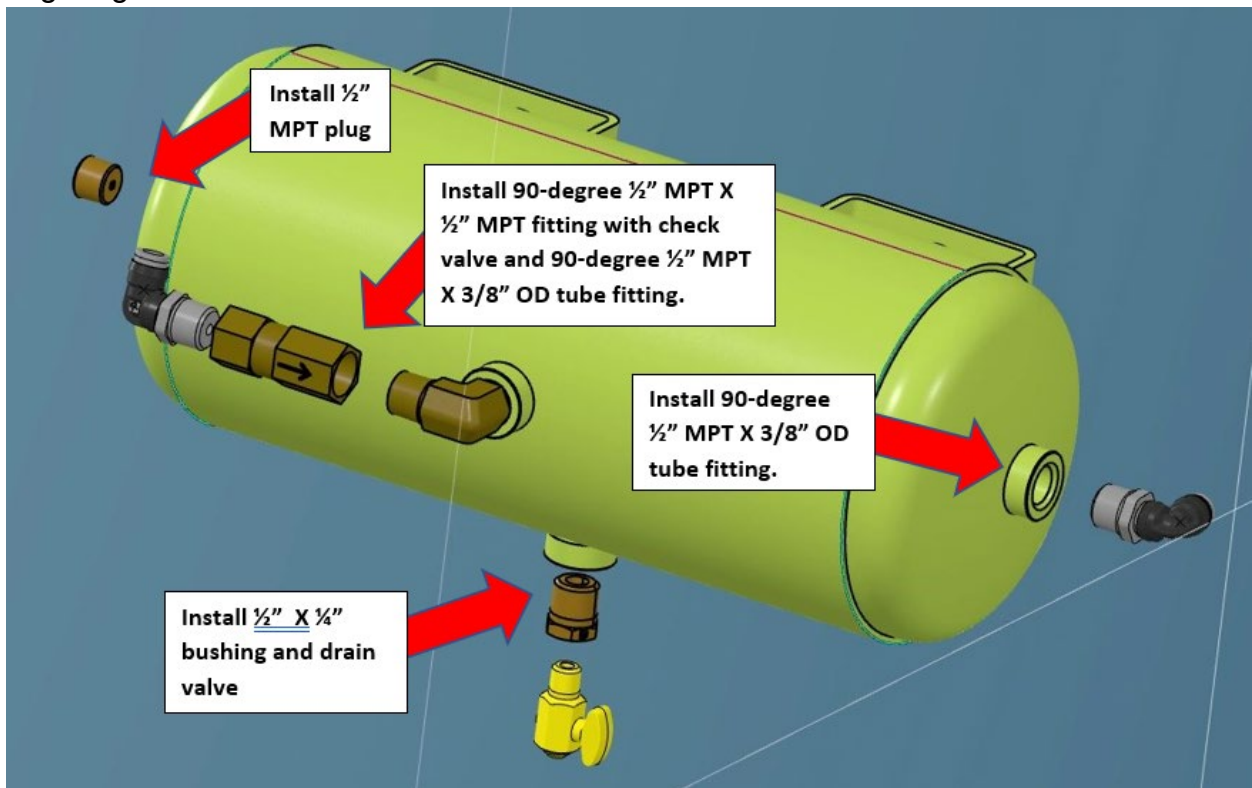 Install ½”
MPT plug
Install 90-degree ½” MPT X
½” MPT fitting with check
valve and 90-degree ½” MPT
X 3/8” OD tube fitting.
Install 90-degree
½” MPT X 3/8” OD
tube fitting.
Install ½” X ¼”
bushing and drain
valve